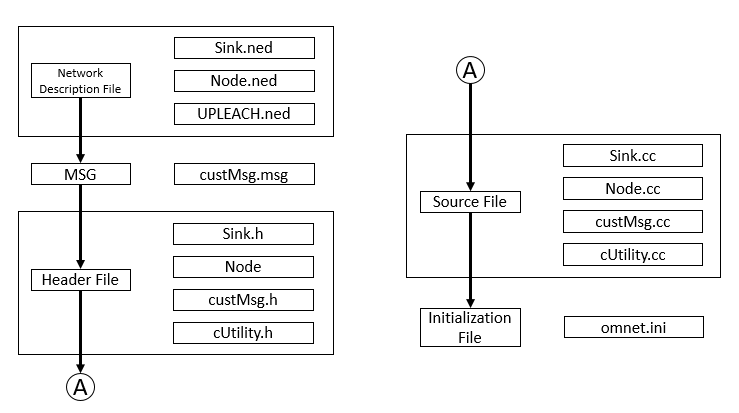 Network
Description File
Sink.ned
Node.ned
UPLEACH.ned
MSG
custMsg.msg
Header File
Sink.h
Node
custMsg.h
cUtility.h
A
A
Source File
Sink.cc
Node.cc
custMsg.cc
cUtility.cc
Initialization
File
omnet.ini